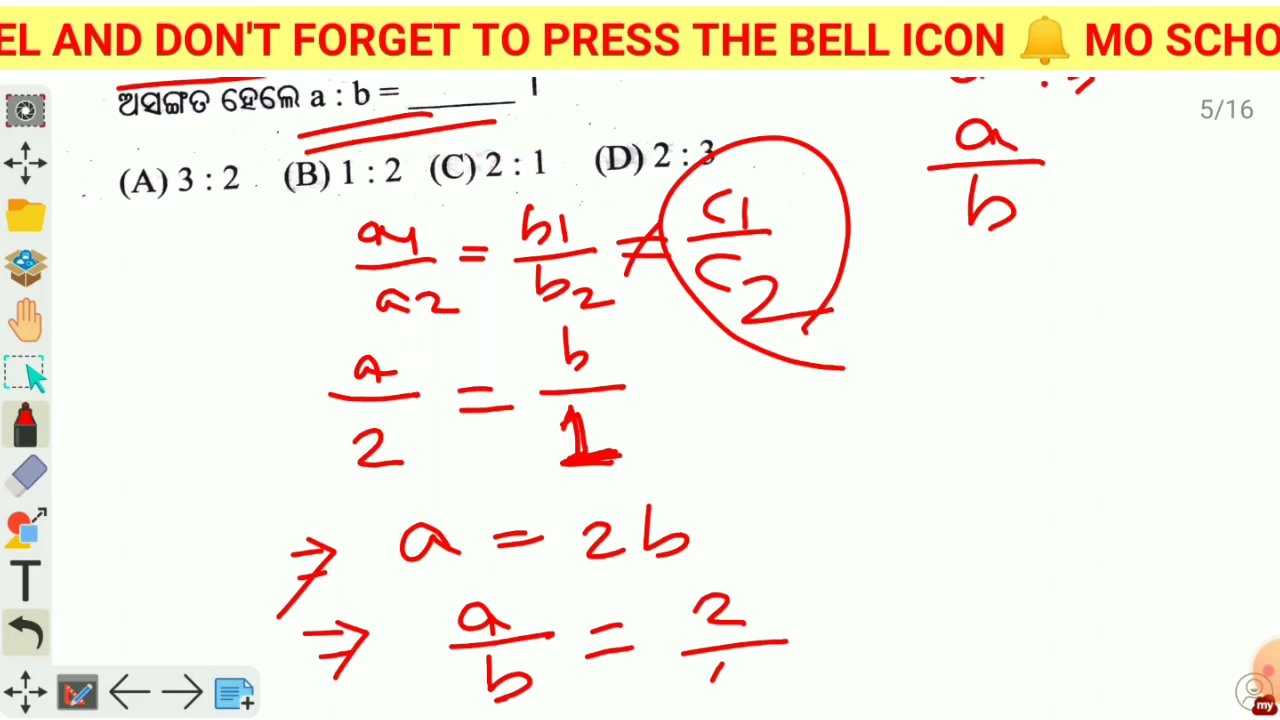 EL AND DON'T FORGET TO PRESS THE BELL ICON 🔔 MO SCHO
ଅସଙ୍ଗତ ହେଲେ a : b = ______ ।
5/16
(A) 3 : 2 (B) 1 : 2 (C) 2 : 1 (D) 2 : 3
a/b
a1/a2 = b1/b2 ≠ c1/c2
a/2 = b/1
⇒ a = 2b
⇒ a/b = 2/
T
my